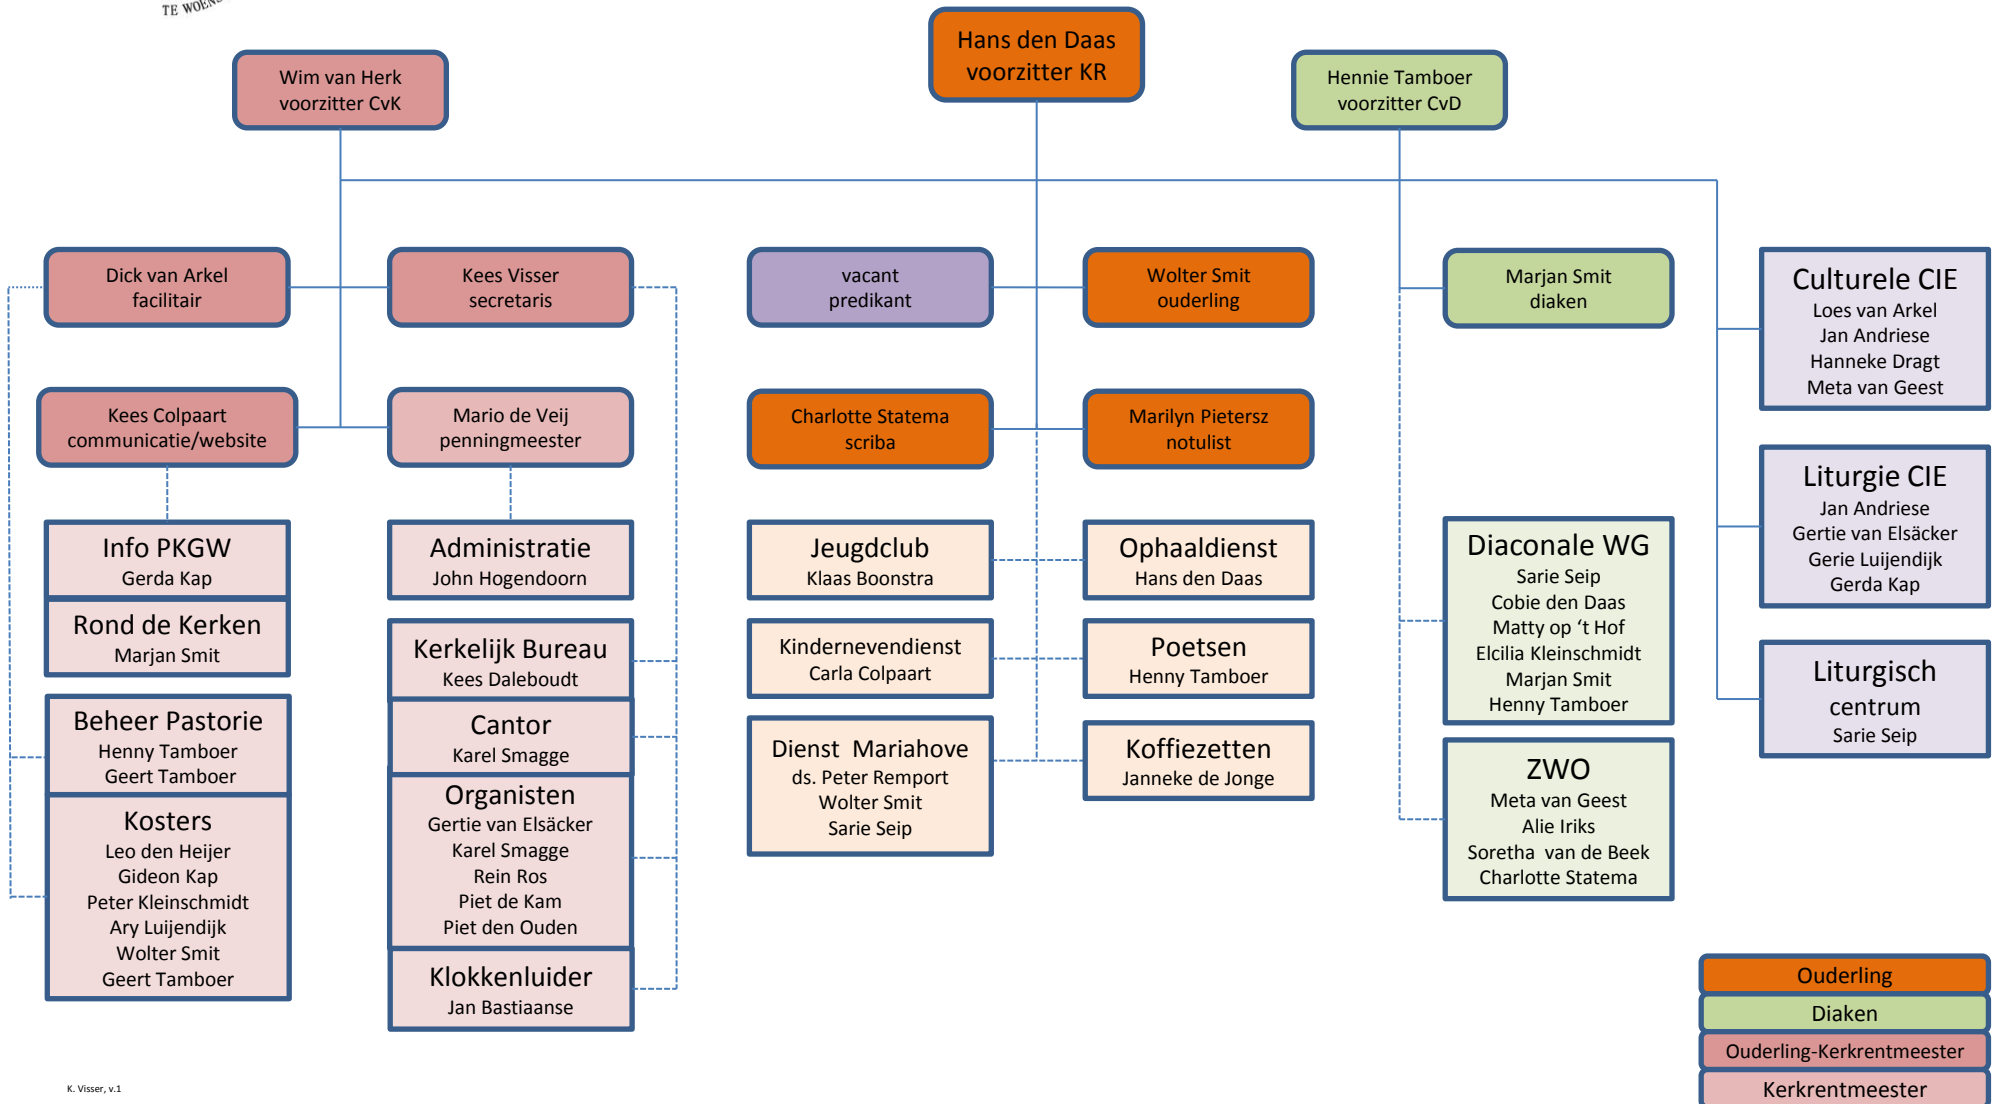 TE WOENS
Hans den Daas
voorzitter KR
Wim van Herk
voorzitter CvK
Hennie Tamboer
voorzitter CvD
Dick van Arkel
facilitair
Kees Visser
secretaris
vacant
predikant
Wolter Smit
ouderling
Marjan Smit
diaken
Culturele CIE
Loes van Arkel
Jan Andriese
Hanneke Dragt
Meta van Geest
Kees Colpaart
communicatie/website
Mario de Veij
penningmeester
Charlotte Statema
scriba
Marilyn Pietersz
notulist
Liturgie CIE
Jan Andriese
Gertie van Elsäcker
Gerie Luijendijk
Gerda Kap
Info PKGW
Gerda Kap
Rond de Kerken
Marjan Smit
Beheer Pastorie
Henny Tamboer
Geert Tamboer
Kosters
Leo den Heijer
Gideon Kap
Peter Kleinschmidt
Ary Luijendijk
Wolter Smit
Geert Tamboer
Administratie
John Hogendoorn
Kerkelijk Bureau
Kees Daleboudt
Cantor
Karel Smagge
Organisten
Gertie van Elsäcker
Karel Smagge
Rein Ros
Piet de Kam
Piet den Ouden
Klokkenluider
Jan Bastiaanse
Jeugdclub
Klaas Boonstra
Ophaaldienst
Hans den Daas
Kindernevendienst
Carla Colpaart
Poetsen
Henny Tamboer
Dienst Mariahove
ds. Peter Remport
Wolter Smit
Sarie Seip
Koffiezetten
Janneke de Jonge
Diaconale WG
Sarie Seip
Cobie den Daas
Matty op ‘t Hof
Elcilia Kleinschmidt
Marjan Smit
Henny Tamboer
ZWO
Meta van Geest
Alie Iriks
Soretha van de Beek
Charlotte Statema
Liturgisch
centrum
Sarie Seip
Ouderling
Diaken
Ouderling-Kerkrentmeester
Kerkrentmeester
K. Visser, v.1